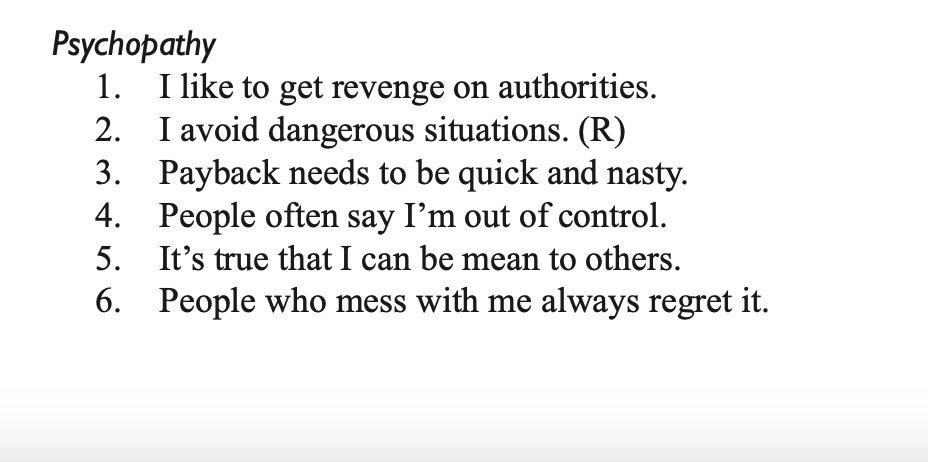 Psychopathy
1. I like to get revenge on authorities.
2. I avoid dangerous situations. (R)
3. Payback needs to be quick and nasty.
4. People often say I’m out of control.
5. It’s true that I can be mean to others.
6. People who mess with me always regret it.